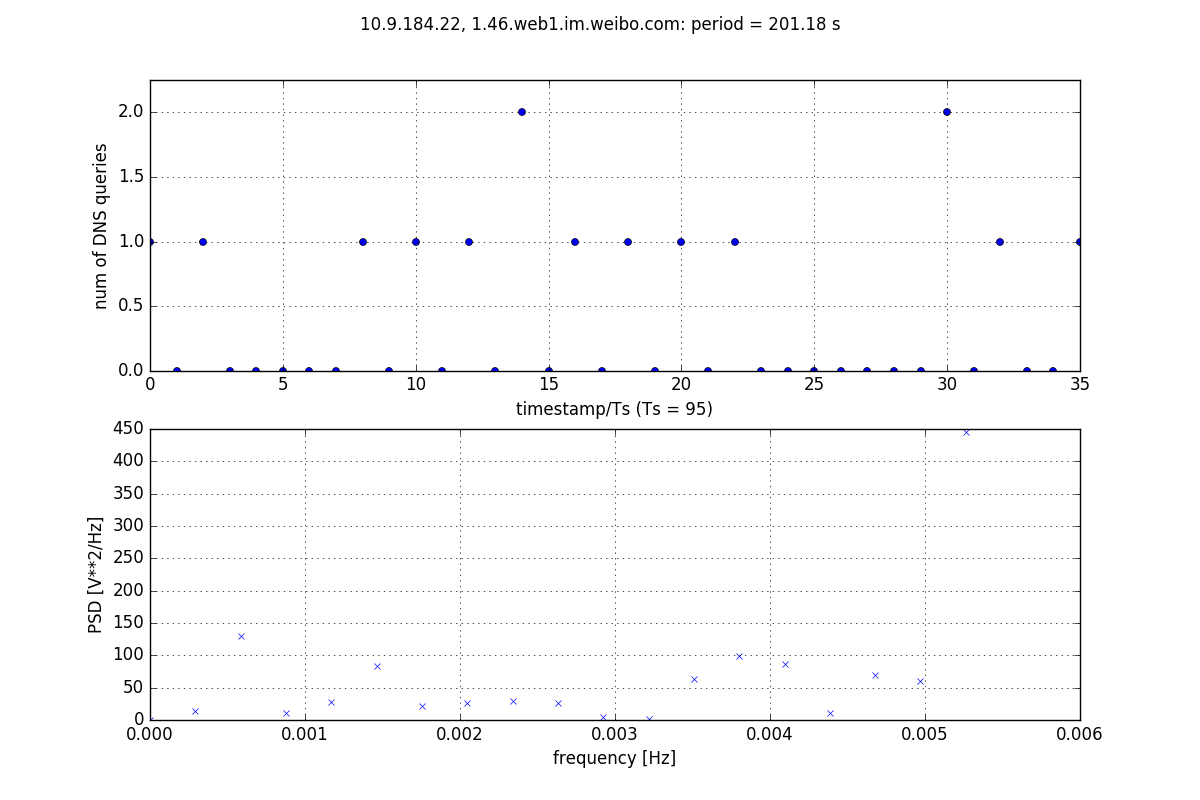 10.9.184.22, 1.46.web1.im.weibo.com: period = 201.18 s
2.0
1.5
1.0
0.5
0.0
num of DNS queries
0 5 10 15 20 25 30 35
timestamp/Ts (Ts = 95)
450
400
350
300
250
200
150
100
50
0
PSD [V**2/Hz]
0.000 0.001 0.002 0.003 0.004 0.005 0.006
frequency [Hz]